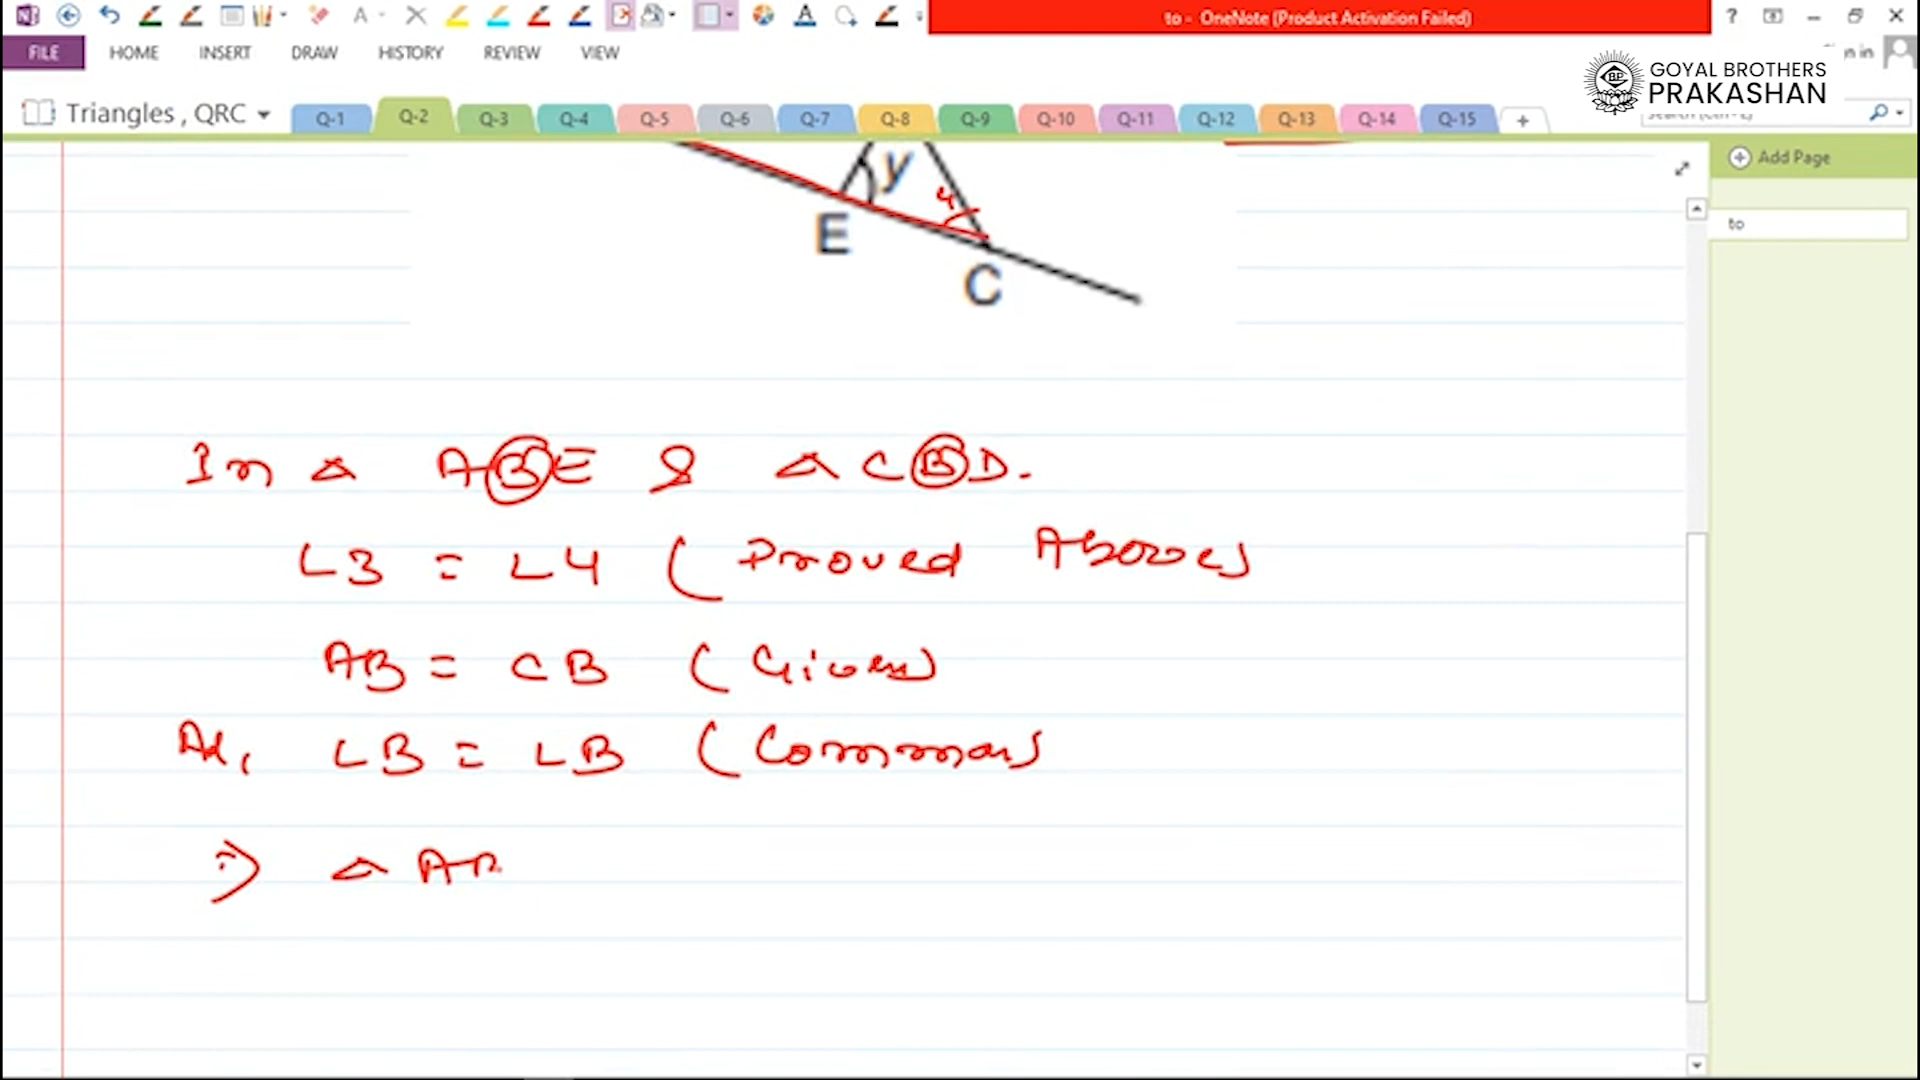 to - OneNote (Product Activation Failed)
FILE HOME INSERT DRAW HISTORY REVIEW VIEW
GOYAL BROTHERS
PRAKASHAN
Triangles , QRC Q-1 Q-2 Q-3 Q-4 Q-5 Q-6 Q-7 Q-8 Q-9 Q-10 Q-11 Q-12 Q-13 Q-14 Q-15 +
Add Page
to
y
4
E
C
In △ ABE & △ CBD.
∠3 = ∠4 (Proved Above)
AB = CB (Given)
∠B = ∠B (Common)
⇒ △ AB